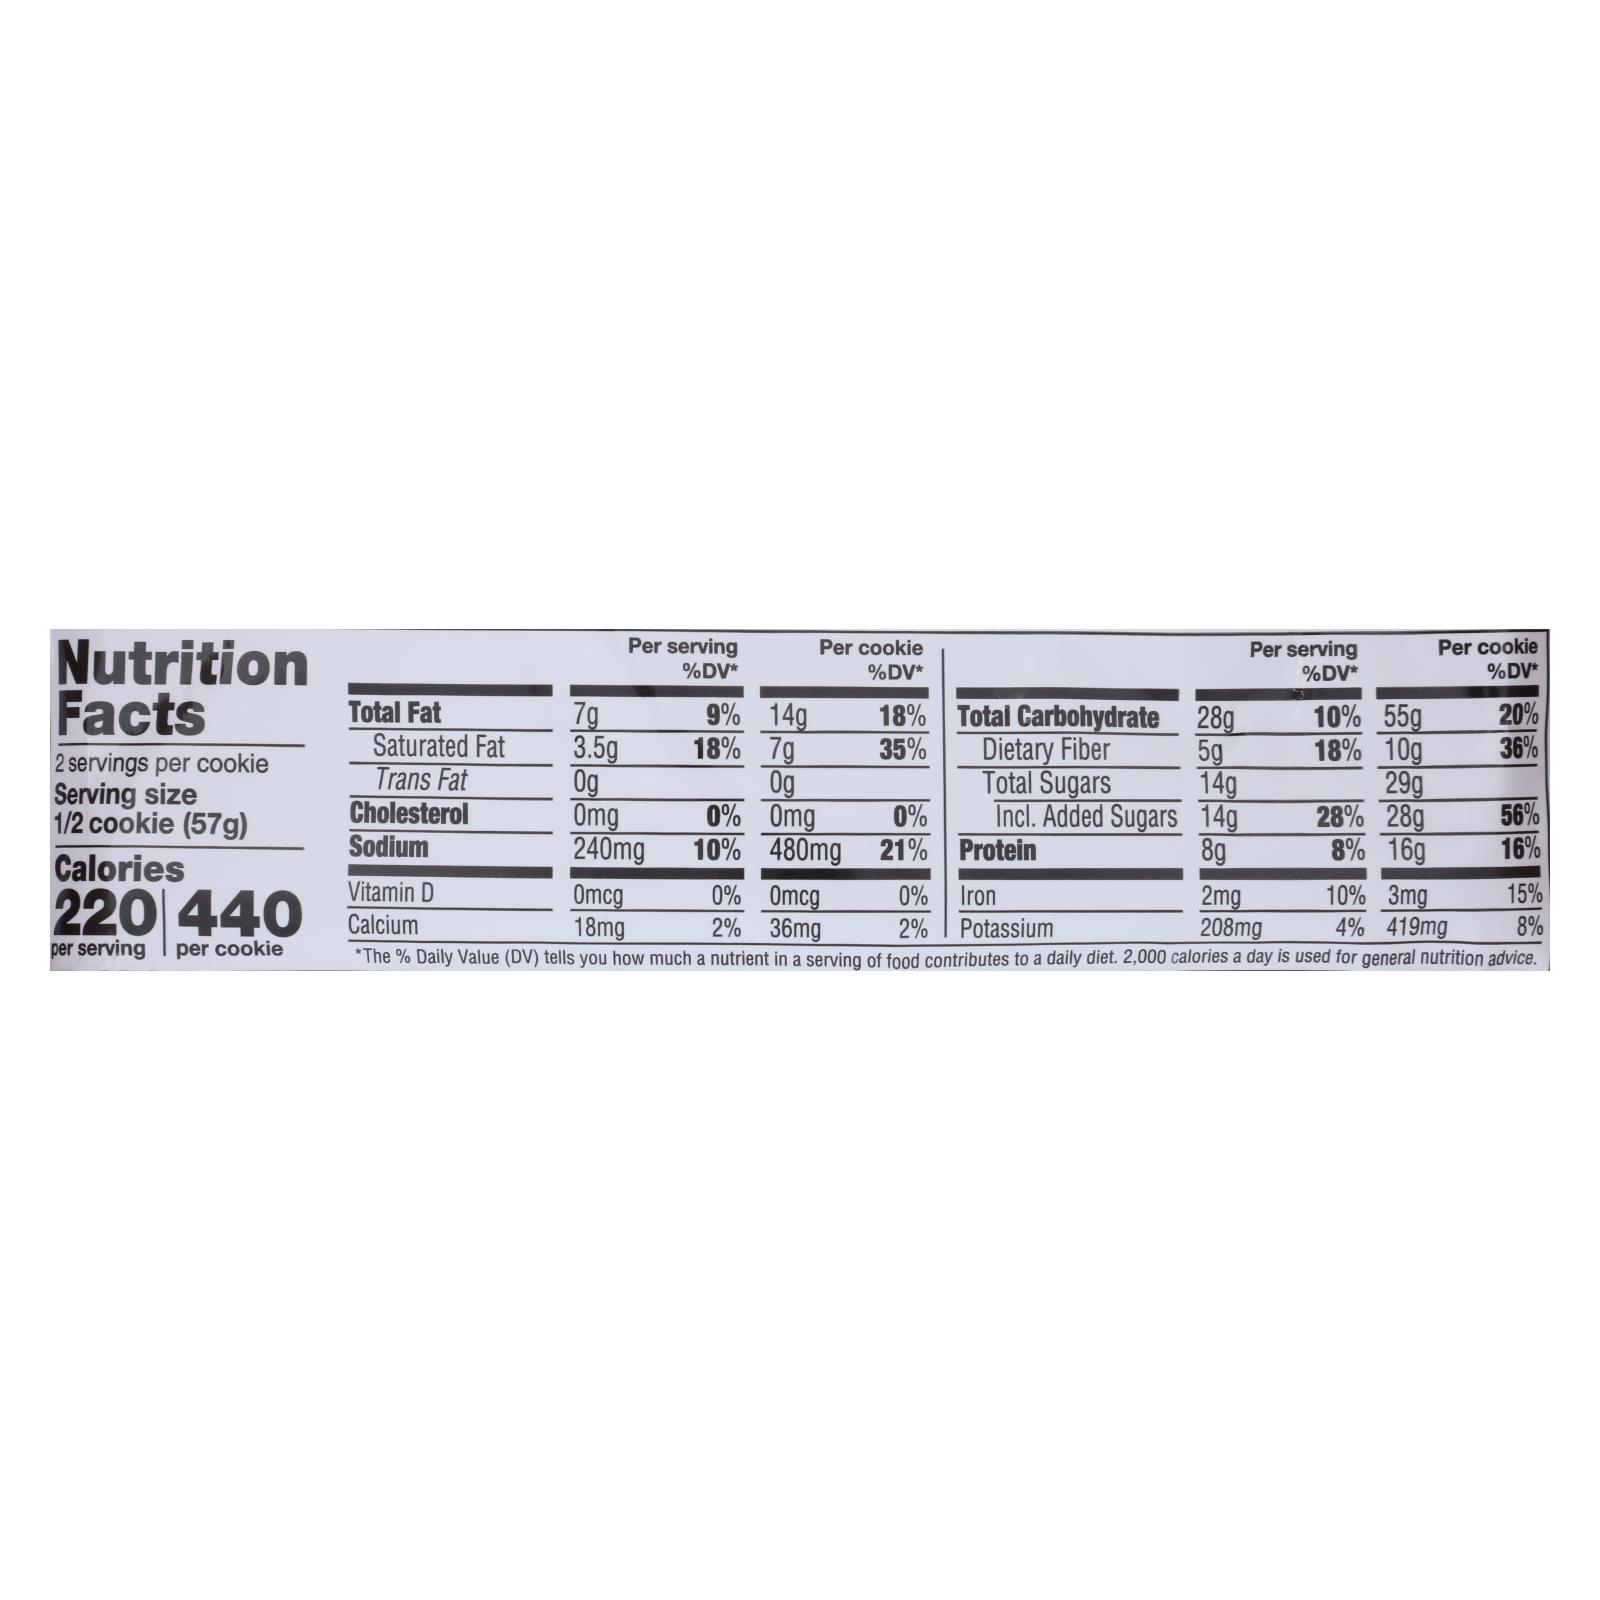 Nutrition
Facts
2 servings per cookie
Serving size
1/2 cookie (57g)
Calories
220 440
per serving per cookie
Per serving Per cookie
%DV* %DV*
Total Fat 7g 9% 14g 18%
Saturated Fat 3.5g 18% 7g 35%
Trans Fat 0g 0g
Cholesterol 0mg 0% 0mg 0%
Sodium 240mg 10% 480mg 21%
Vitamin D 0mcg 0% 0mcg 0%
Calcium 18mg 2% 36mg 2%
Per serving Per cookie
%DV* %DV*
Total Carbohydrate 28g 10% 55g 20%
Dietary Fiber 5g 18% 10g 36%
Total Sugars 14g 29g
Incl. Added Sugars 14g 28% 28g 56%
Protein 8g 8% 16g 16%
Iron 2mg 10% 3mg 15%
Potassium 208mg 4% 419mg 8%
*The % Daily Value (DV) tells you how much a nutrient in a serving of food contributes to a daily diet. 2,000 calories a day is used for general nutrition advice.